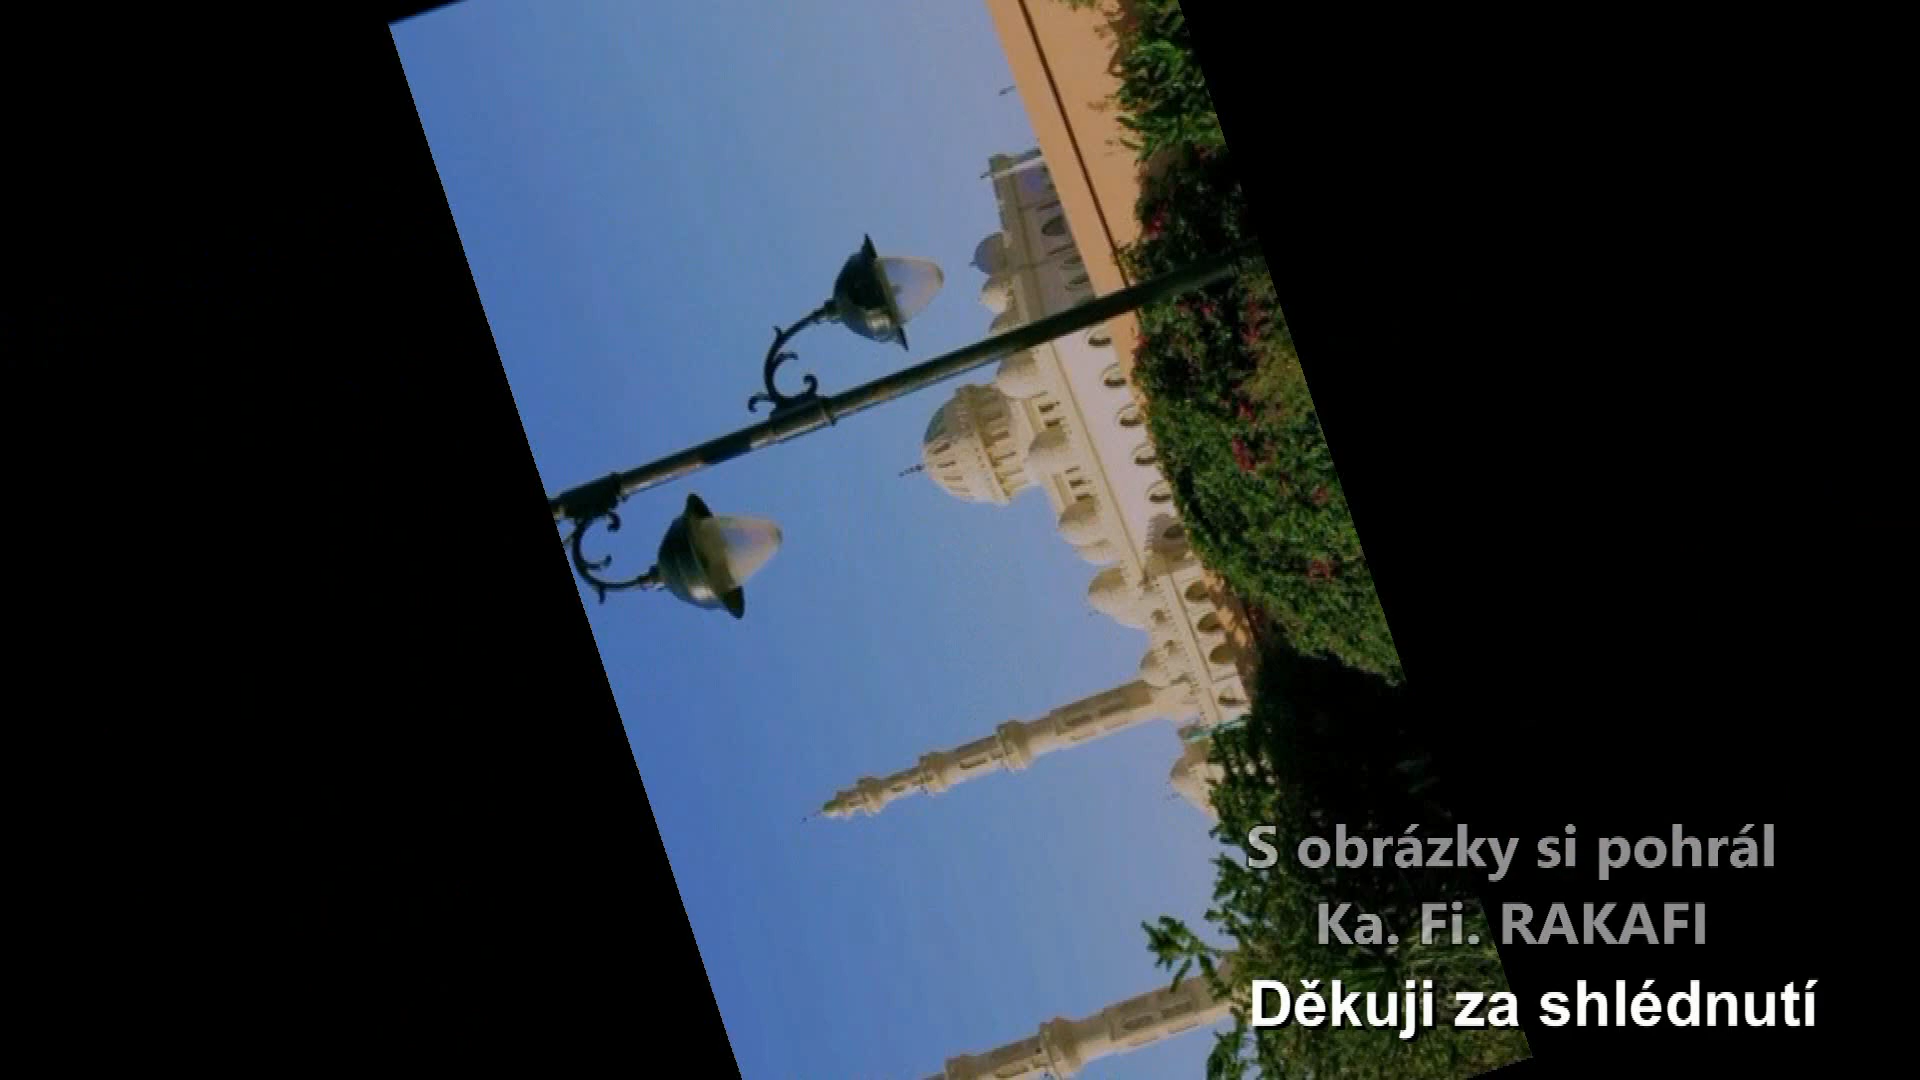 S obrázky si pohrál
Ka. Fi. RAKAFI
Děkuji za shlédnutí